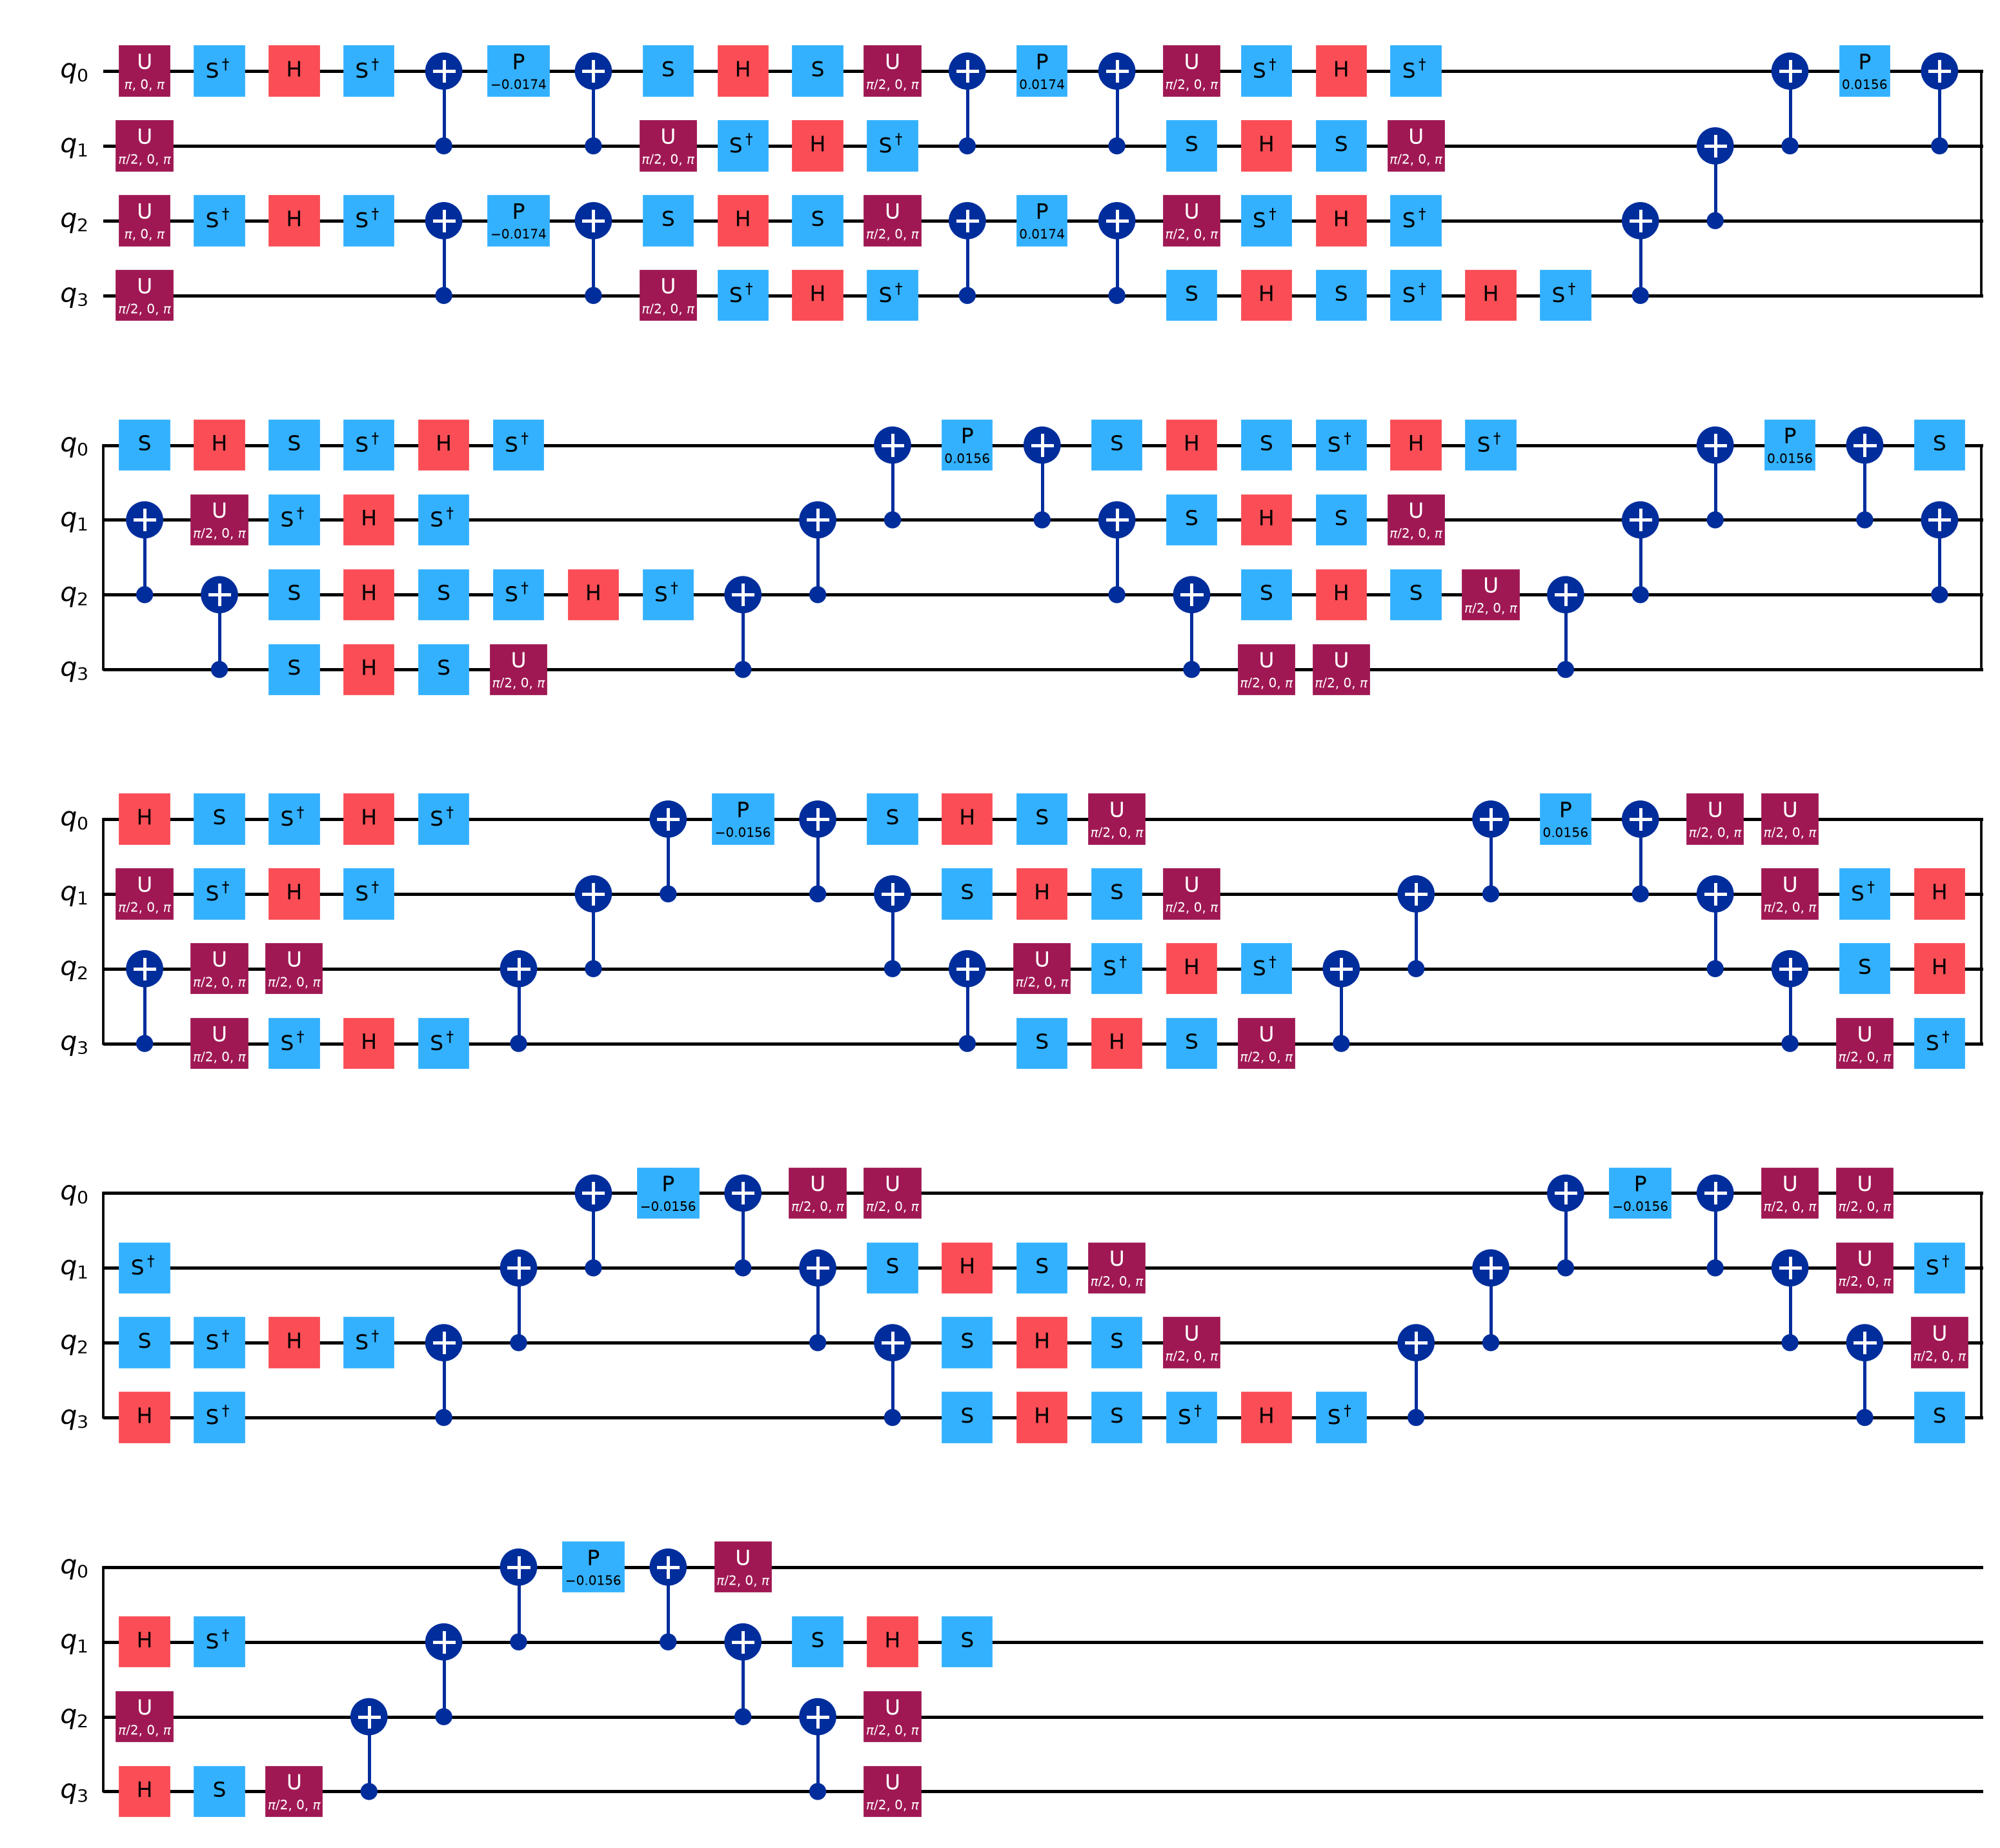 q0 U S† H S† P S H S U P U S† H S† P
π, 0, π −0.0174 π/2, 0, π 0.0174 π/2, 0, π 0.0156
q1 U U S† H S† S H S U
π/2, 0, π π/2, 0, π π/2, 0, π
q2 U S† H S† P S H S U P U S† H S†
π, 0, π −0.0174 π/2, 0, π 0.0174 π/2, 0, π
q3 U U S† H S† S H S S† H S†
π/2, 0, π π/2, 0, π
q0 S H S S† H S† P S H S S† H S† P S
0.0156 0.0156
q1 U S† H S† S H S U
π/2, 0, π π/2, 0, π
q2 S H S S† H S† S H S U
π/2, 0, π
q3 S H S U U U
π/2, 0, π π/2, 0, π π/2, 0, π
q0 H S S† H S† P S H S U P U U
−0.0156 π/2, 0, π 0.0156 π/2, 0, π π/2, 0, π
q1 U S† H S† S H S U U S† H
π/2, 0, π π/2, 0, π π/2, 0, π
q2 U U U S† H S† S H
π/2, 0, π π/2, 0, π π/2, 0, π
q3 U S† H S† S H S U U S†
π/2, 0, π π/2, 0, π π/2, 0, π
q0 P U U P U U
−0.0156 π/2, 0, π π/2, 0, π −0.0156 π/2, 0, π π/2, 0, π
q1 S† S H S U U S†
π/2, 0, π π/2, 0, π
q2 S S† H S† S H S U U
π/2, 0, π π/2, 0, π
q3 H S† S H S S† H S† S
q0 P U
−0.0156 π/2, 0, π
q1 H S† S H S
q2 U U
π/2, 0, π π/2, 0, π
q3 H S U U
π/2, 0, π π/2, 0, π